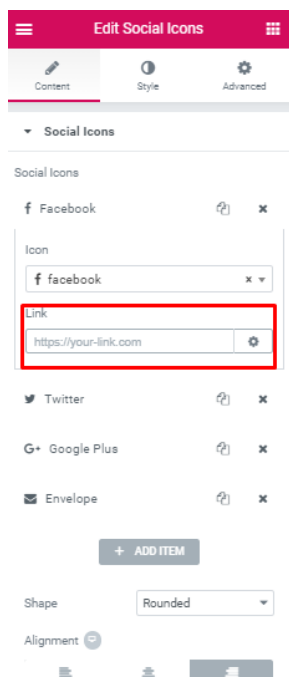 Edit Social Icons
Content Style Advanced
Social Icons
Social Icons
Facebook
Icon
facebook
Link
https://your-link.com
Twitter
G+ Google Plus
Envelope
+ ADD ITEM
Shape Rounded
Alignment